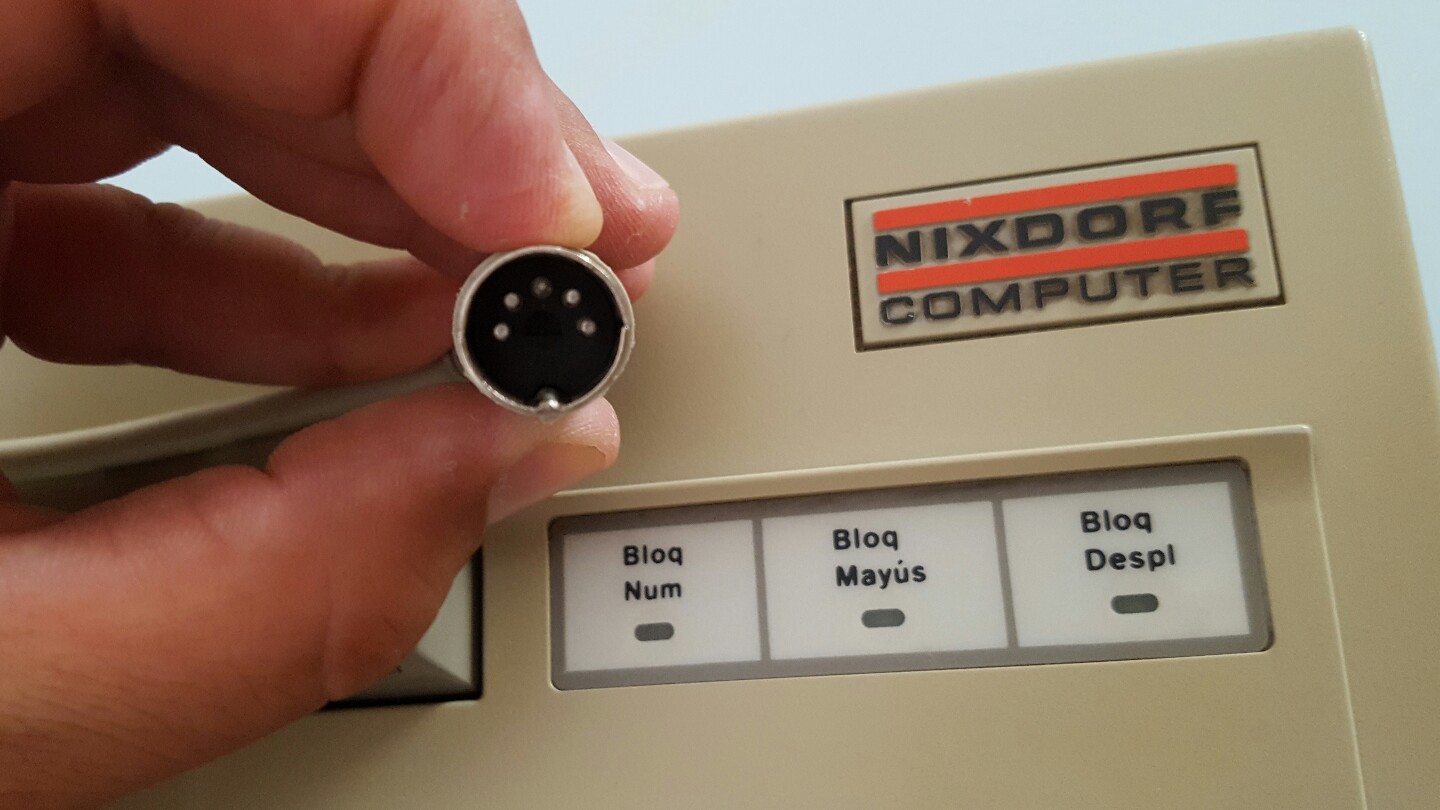 NIXDORF
COMPUTER
Bloq
Num
Bloq
Mayús
Bloq
Despl